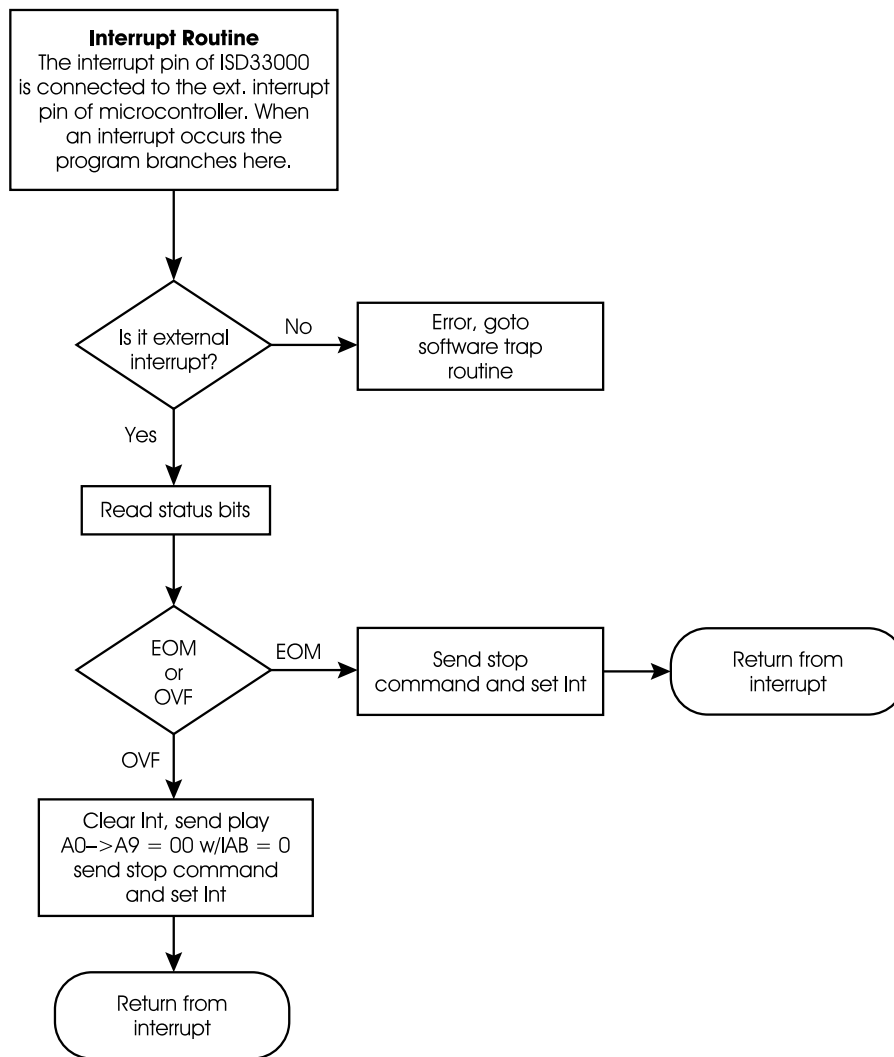 Interrupt Routine
The interrupt pin of ISD33000
is connected to the ext. interrupt
pin of microcontroller. When
an interrupt occurs the
program branches here.
Is it external
interrupt?
No
Error, goto
software trap
routine
Yes
Read status bits
EOM
or
OVF
EOM
Send stop
command and set Int
Return from
interrupt
OVF
Clear Int, send play
A0–>A9 = 00 w/IAB = 0
send stop command
and set Int
Return from
interrupt